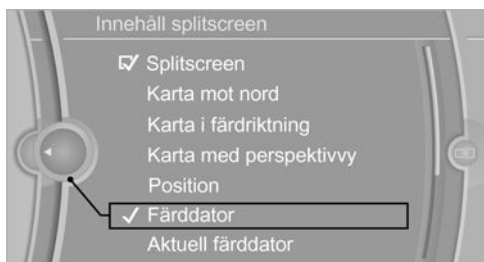 Innehåll splitscreen
Splitscreen
Karta mot nord
Karta i färdriktning
Karta med perspektivvy
Position
Färddator
Aktuell färddator